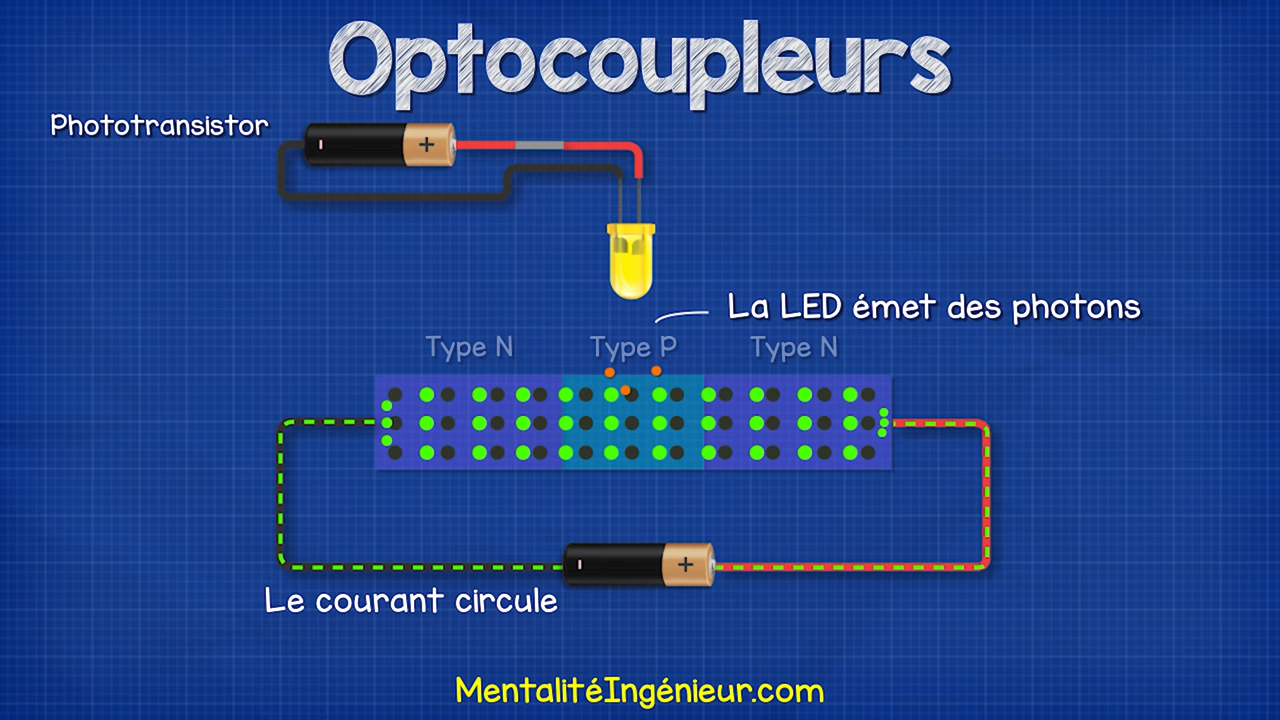 Optocoupleurs
Phototransistor
+
La LED émet des photons
Type N Type P Type N
+
Le courant circule
MentalitéIngénieur.com